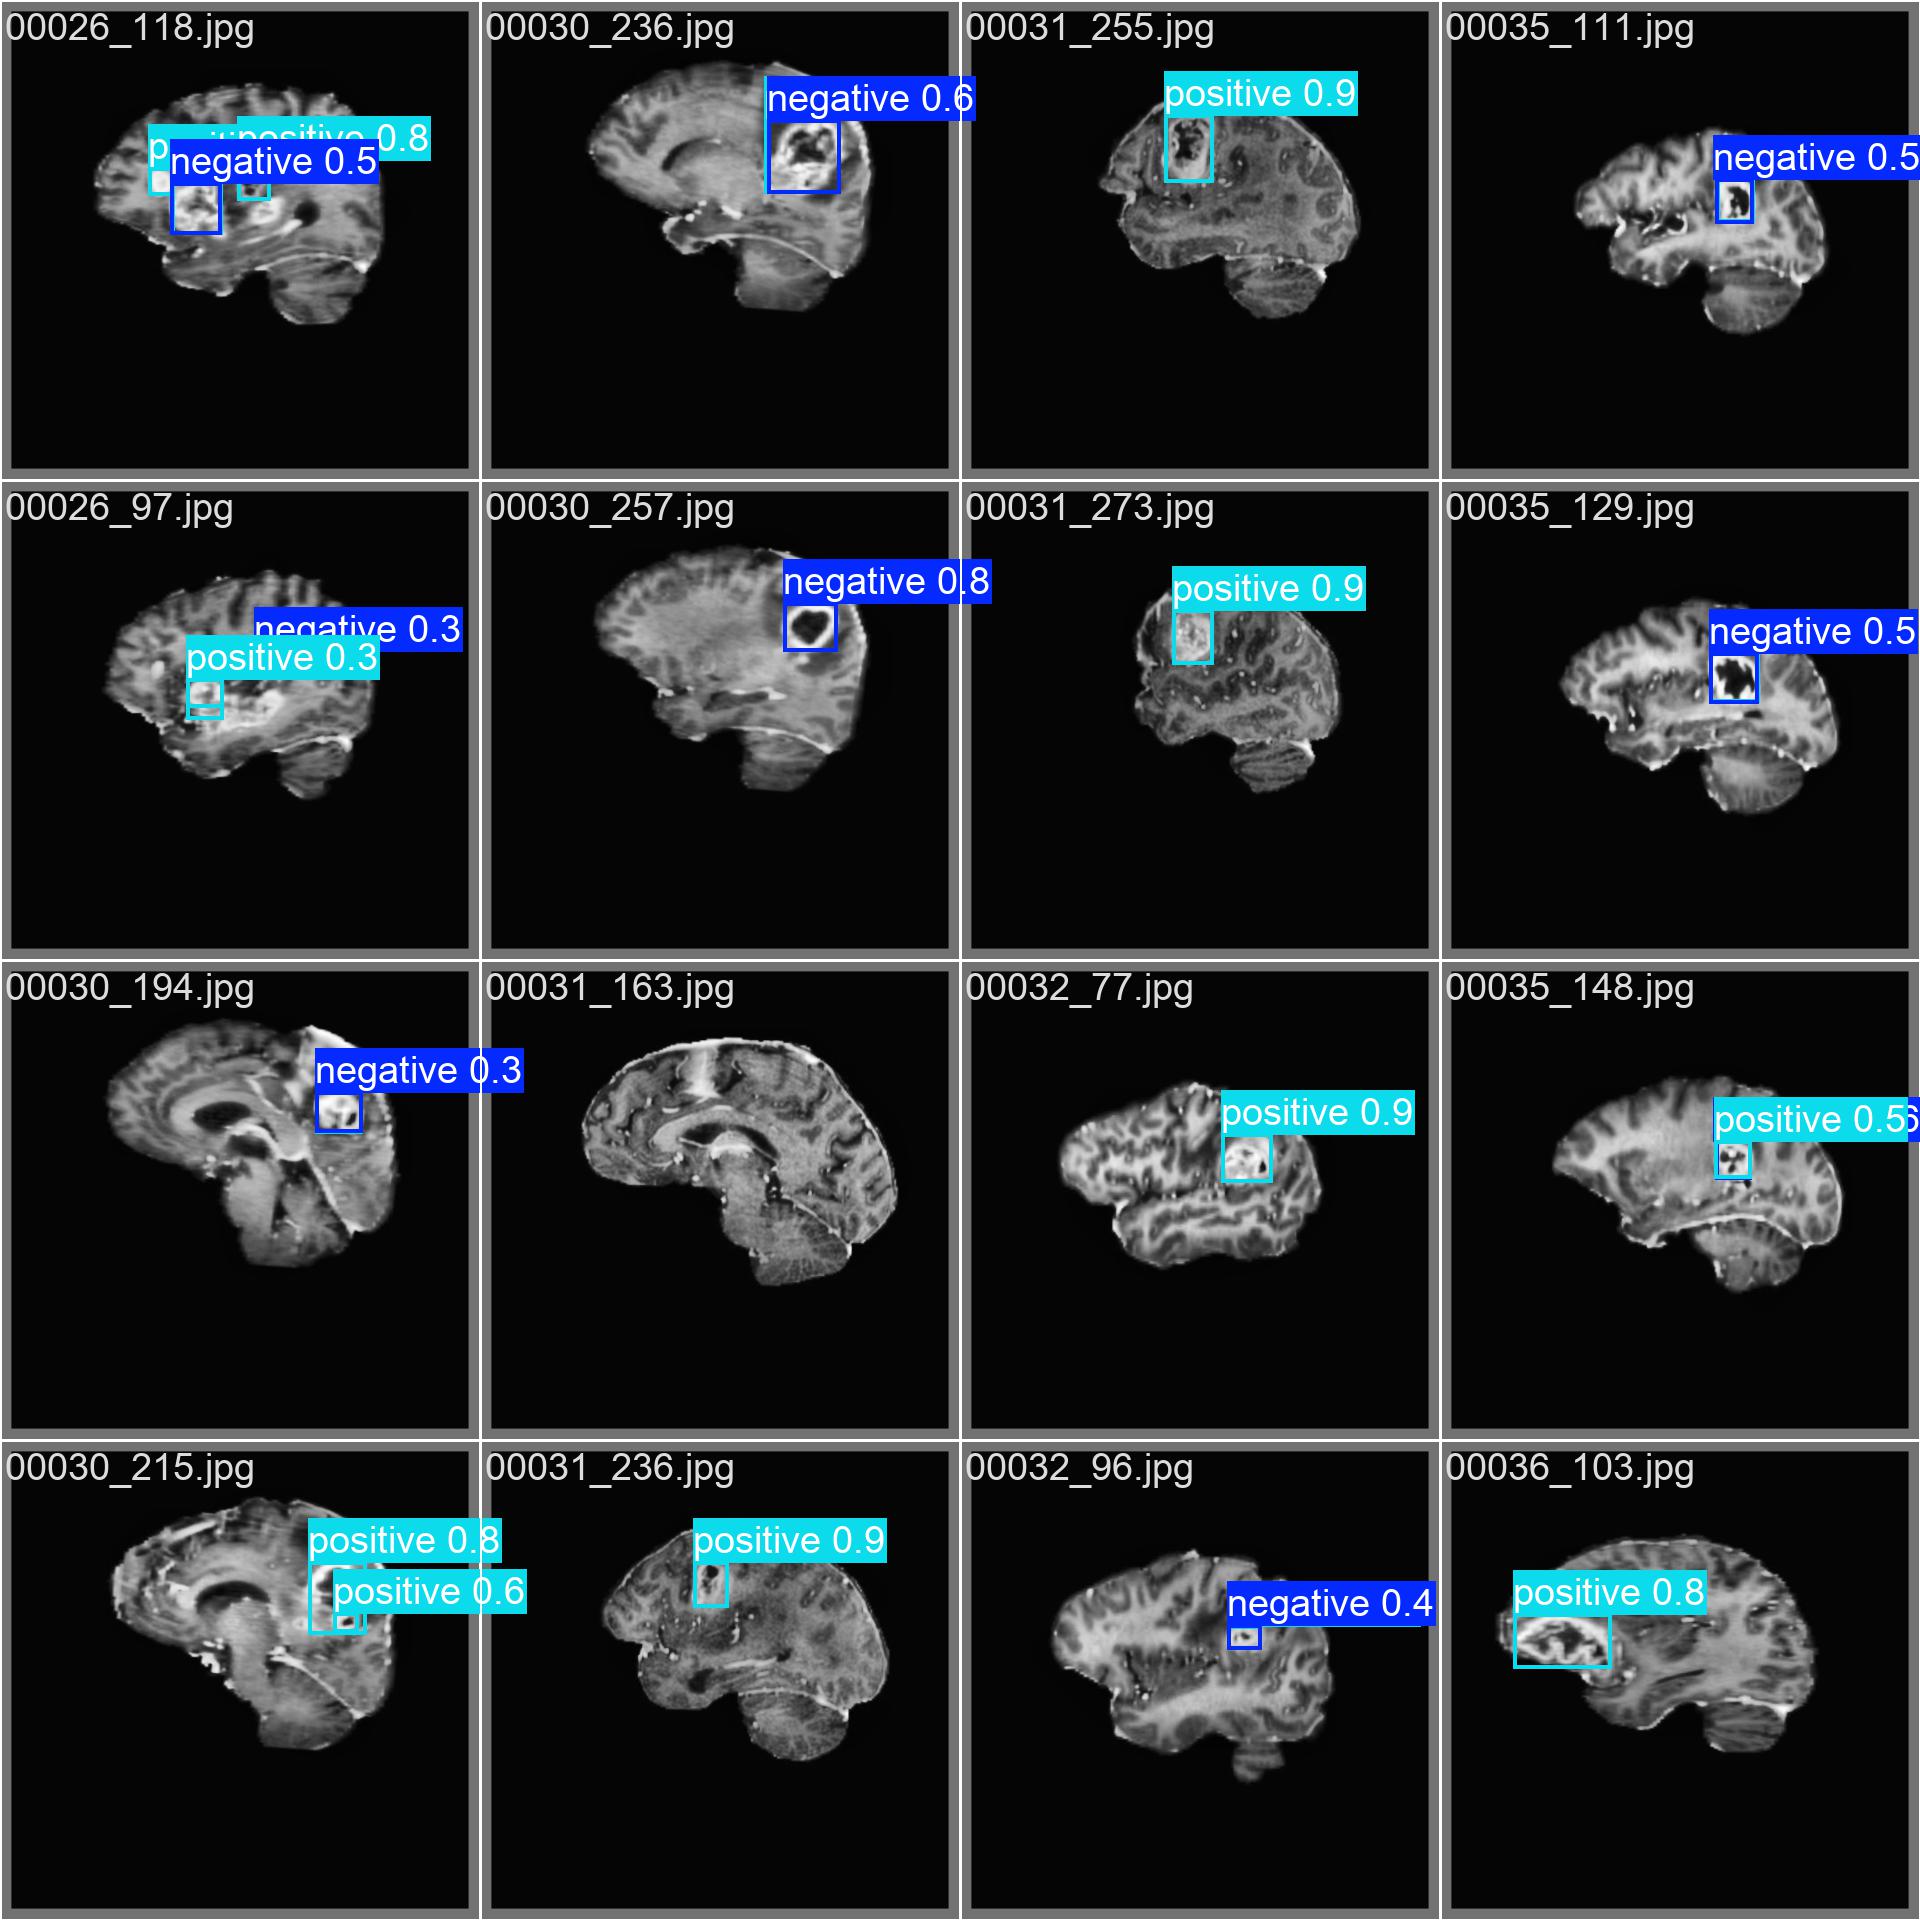 00026_118.jpg
positive 0.8
negative 0.5
00030_236.jpg
negative 0.6
00031_255.jpg
positive 0.9
00035_111.jpg
negative 0.5
00026_97.jpg
negative 0.3
positive 0.3
00030_257.jpg
negative 0.8
00031_273.jpg
positive 0.9
00035_129.jpg
negative 0.5
00030_194.jpg
negative 0.3
00031_163.jpg
00032_77.jpg
positive 0.9
00035_148.jpg
positive 0.5
00030_215.jpg
positive 0.8
positive 0.6
00031_236.jpg
positive 0.9
00032_96.jpg
negative 0.4
00036_103.jpg
positive 0.8